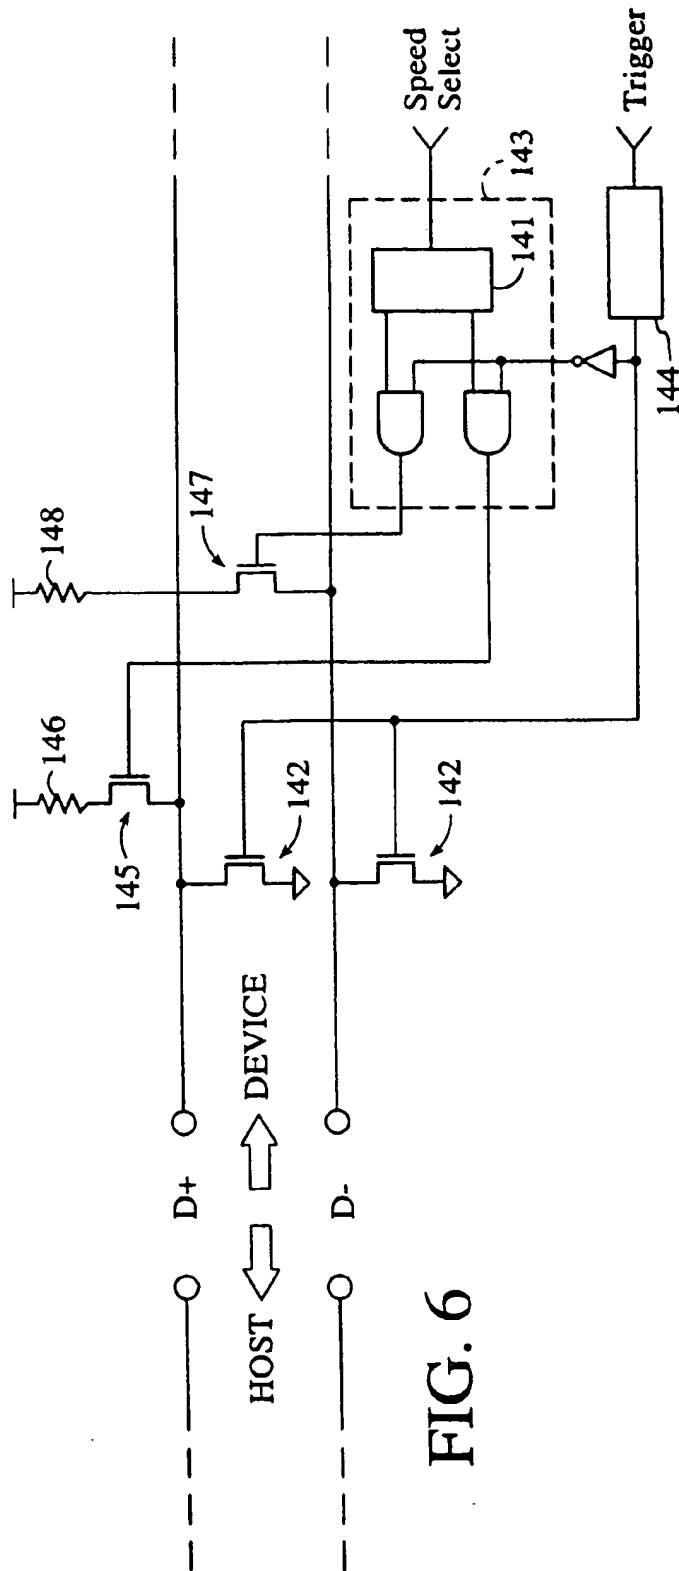 148
146
147
145
142
142
Speed
Select
143
141
Trigger
144
D+
D-
HOST
DEVICE
FIG. 6